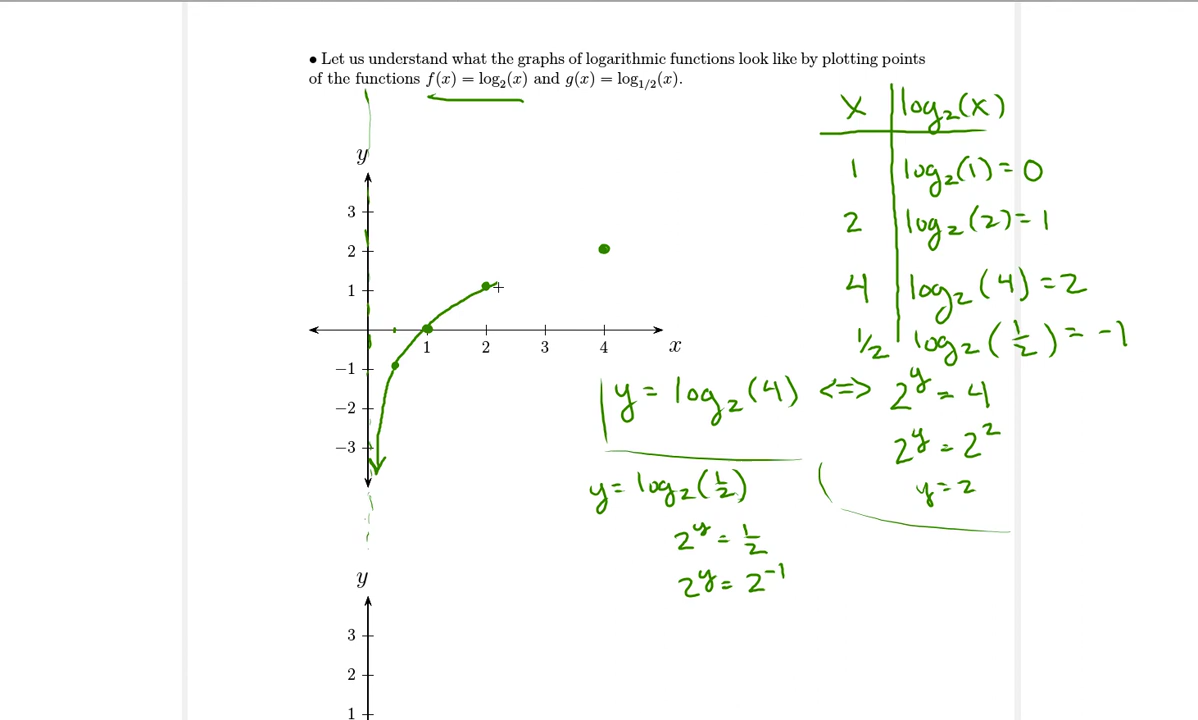 • Let us understand what the graphs of logarithmic functions look like by plotting points
of the functions f(x) = log₂(x) and g(x) = log₁/₂(x).
x | log₂(x)
1 | log₂(1) = 0
2 | log₂(2) = 1
4 | log₂(4) = 2
1/2 | log₂(1/2) = -1
y
3
2
1
1 2 3 4 x
−1
−2
−3
y = log₂(4) <=> 2^y = 4
2^y = 2^2
y = 2
y = log₂(1/2)
2^y = 1/2
2^y = 2^-1
y
3
2
1